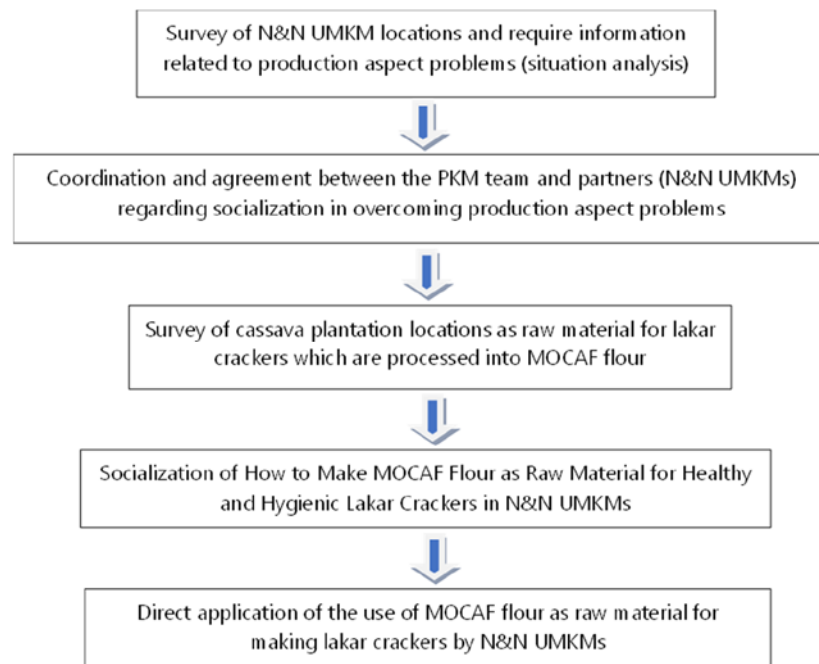 Survey of N&N UMKM locations and require information
related to production aspect problems (situation analysis)
Coordination and agreement between the PKM team and partners (N&N UMKMs)
regarding socialization in overcoming production aspect problems
Survey of cassava plantation locations as raw material for lakar
crackers which are processed into MOCAF flour
Socialization of How to Make MOCAF Flour as Raw Material for Healthy
and Hygienic Lakar Crackers in N&N UMKMs
Direct application of the use of MOCAF flour as raw material for
making lakar crackers by N&N UMKMs